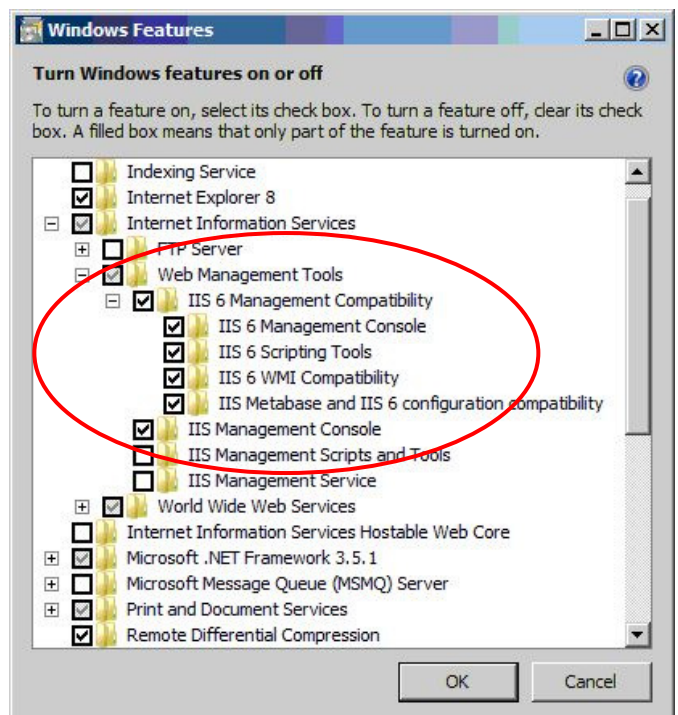 Windows Features
Turn Windows features on or off
To turn a feature on, select its check box. To turn a feature off, clear its check
box. A filled box means that only part of the feature is turned on.
Indexing Service
Internet Explorer 8
Internet Information Services
FTP Server
Web Management Tools
IIS 6 Management Compatibility
IIS 6 Management Console
IIS 6 Scripting Tools
IIS 6 WMI Compatibility
IIS Metabase and IIS 6 configuration compatibility
IIS Management Console
IIS Management Scripts and Tools
IIS Management Service
World Wide Web Services
Internet Information Services Hostable Web Core
Microsoft .NET Framework 3.5.1
Microsoft Message Queue (MSMQ) Server
Print and Document Services
Remote Differential Compression
OK Cancel